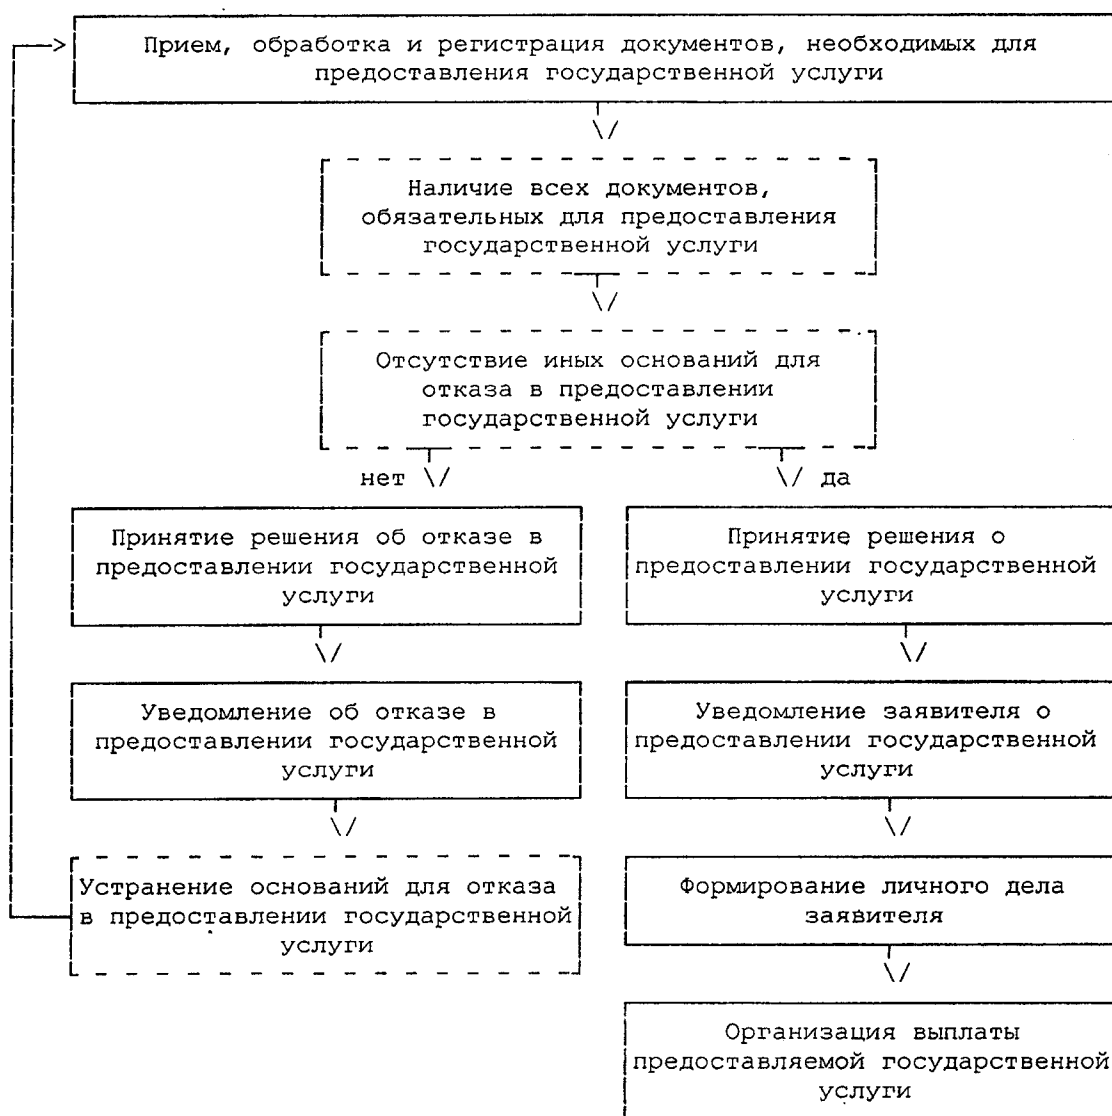 Прием, обработка и регистрация документов, необходимых для
предоставления государственной услуги
Наличие всех документов,
обязательных для предоставления
государственной услуги
Отсутствие иных оснований для
отказа в предоставлении
государственной услуги
нет
да
Принятие решения об отказе в
предоставлении государственной
услуги
Принятие решения о
предоставлении государственной
услуги
Уведомление об отказе в
предоставлении государственной
услуги
Уведомление заявителя о
предоставлении государственной
услуги
Устранение оснований для отказа
в предоставлении государственной
услуги
Формирование личного дела
заявителя
Организация выплаты
предоставляемой государственной
услуги